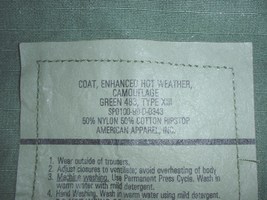 COAT, ENHANCED HOT WEATHER,
CAMOUFLAGE
GREEN 483, TYPE
50% NYLON 50% COTTON RIPSTOP
AMERICAN APPAREL, INC.
1. Wear outside of trousers.
2. Adjust closures to ventilate; avoid overheating of body
3. Machine washing. Use Permanent Press Cycle. Wash in
warm water with mild detergent.
4. Hand Washing. Wash in warm water using mild detergent.